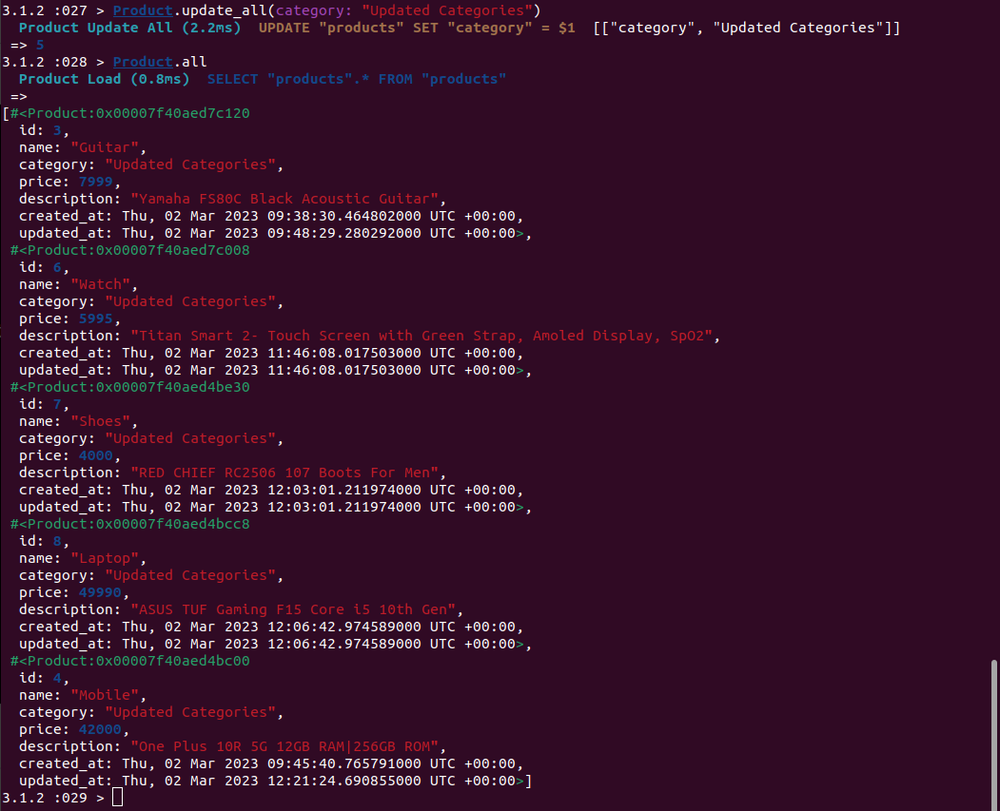 3.1.2 :027 > Product.update_all(category: "Updated Categories")
  Product Update All (2.2ms)  UPDATE "products" SET "category" = $1  [["category", "Updated Categories"]]
 => 5
3.1.2 :028 > Product.all
  Product Load (0.8ms)  SELECT "products".* FROM "products"
 =>
[#<Product:0x00007f40aed7c120
  id: 3,
  name: "Guitar",
  category: "Updated Categories",
  price: 7999,
  description: "Yamaha FS80C Black Acoustic Guitar",
  created_at: Thu, 02 Mar 2023 09:38:30.464802000 UTC +00:00,
  updated_at: Thu, 02 Mar 2023 09:48:29.280292000 UTC +00:00>,
 #<Product:0x00007f40aed7c008
  id: 6,
  name: "Watch",
  category: "Updated Categories",
  price: 5995,
  description: "Titan Smart 2- Touch Screen with Green Strap, Amoled Display, SpO2",
  created_at: Thu, 02 Mar 2023 11:46:08.017503000 UTC +00:00,
  updated_at: Thu, 02 Mar 2023 11:46:08.017503000 UTC +00:00>,
 #<Product:0x00007f40aed4be30
  id: 7,
  name: "Shoes",
  category: "Updated Categories",
  price: 4000,
  description: "RED CHIEF RC2506 107 Boots For Men",
  created_at: Thu, 02 Mar 2023 12:03:01.211974000 UTC +00:00,
  updated_at: Thu, 02 Mar 2023 12:03:01.211974000 UTC +00:00>,
 #<Product:0x00007f40aed4bcc8
  id: 8,
  name: "Laptop",
  category: "Updated Categories",
  price: 49990,
  description: "ASUS TUF Gaming F15 Core i5 10th Gen",
  created_at: Thu, 02 Mar 2023 12:06:42.974589000 UTC +00:00,
  updated_at: Thu, 02 Mar 2023 12:06:42.974589000 UTC +00:00>,
 #<Product:0x00007f40aed4bc00
  id: 4,
  name: "Mobile",
  category: "Updated Categories",
  price: 42000,
  description: "One Plus 10R 5G 12GB RAM|256GB ROM",
  created_at: Thu, 02 Mar 2023 09:45:40.765791000 UTC +00:00,
  updated_at: Thu, 02 Mar 2023 12:21:24.690855000 UTC +00:00>]
3.1.2 :029 >